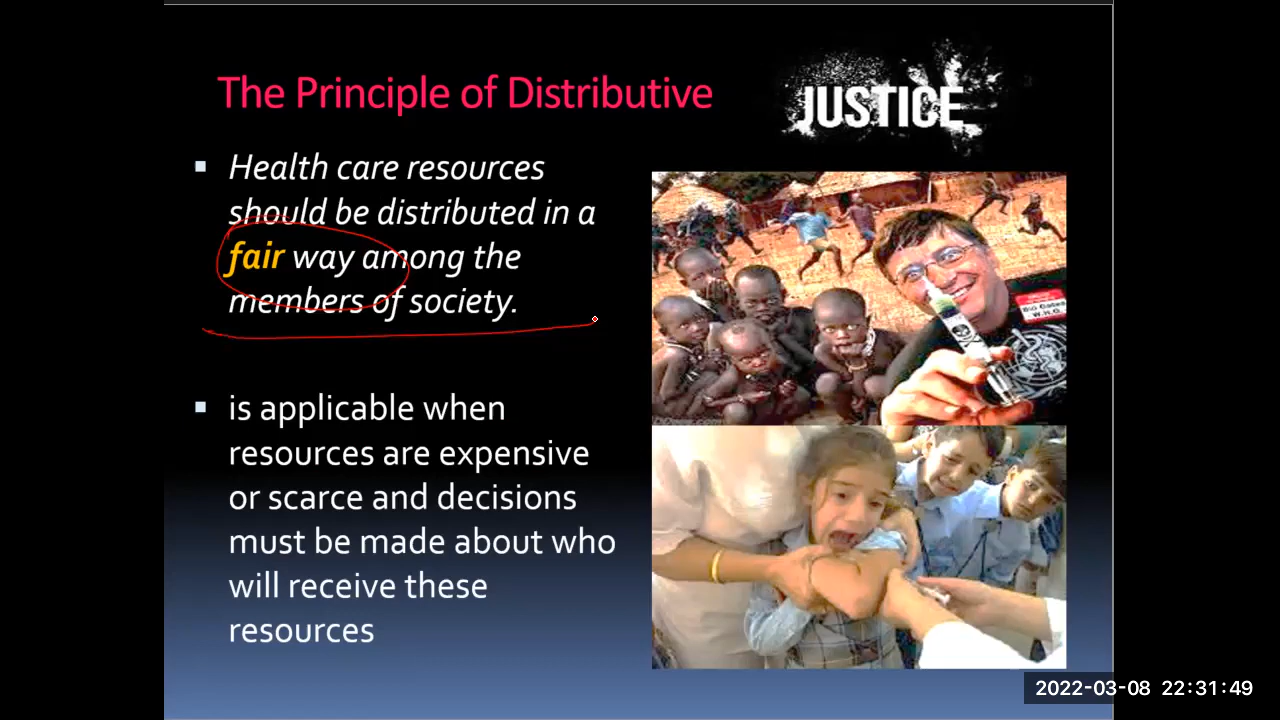 The Principle of Distributive
JUSTICE
Health care resources
should be distributed in a
fair way among the
members of society.
is applicable when
resources are expensive
or scarce and decisions
must be made about who
will receive these
resources
Bill Gates
W.H.O.
2022-03-08 22:31:49